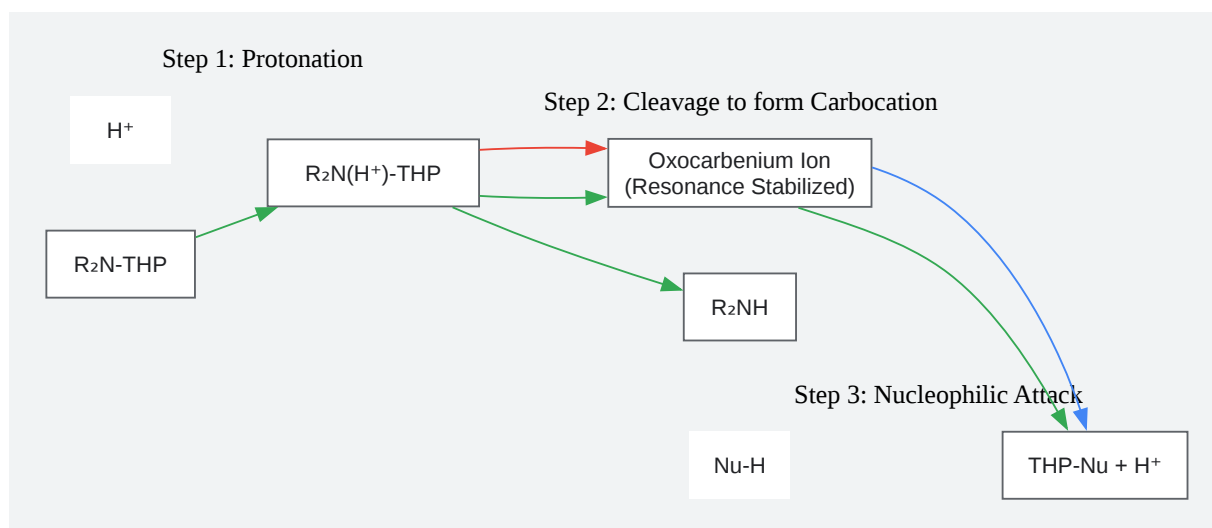 Step 1: Protonation
Step 2: Cleavage to form Carbocation
H⁺
R₂N(H⁺)-THP
Oxocarbenium Ion
(Resonance Stabilized)
R₂N-THP
R₂NH
Step 3: Nucleophilic Attack
Nu-H
THP-Nu + H⁺